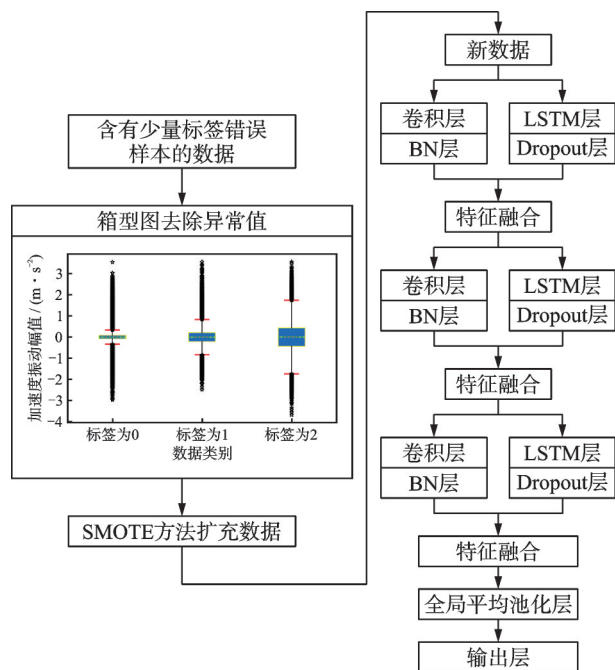 含有少量标签错误
样本的数据
箱型图去除异常值
加速度振动幅值 / (m · s⁻²)
3
2
1
0
−1
−2
−3
−4
标签为0 标签为1 标签为2
数据类别
SMOTE方法扩充数据
新数据
卷积层 LSTM层
BN层 Dropout层
特征融合
卷积层 LSTM层
BN层 Dropout层
特征融合
卷积层 LSTM层
BN层 Dropout层
特征融合
全局平均池化层
输出层